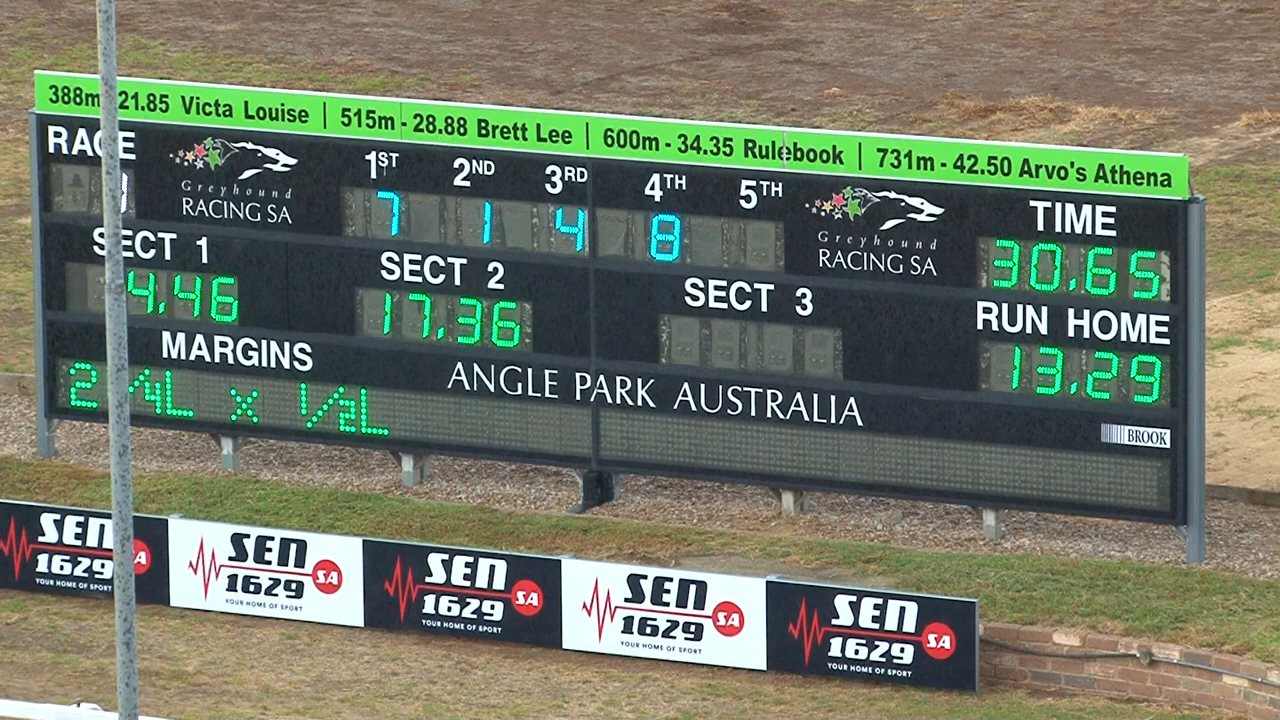 388m 21.85 Victa Louise | 515m - 28.88 Brett Lee | 600m - 34.35 Rulebook | 731m - 42.50 Arvo's Athena
RACE
Greyhound
RACING SA
1ST 2ND 3RD 4TH 5TH
7 1 4 8
Greyhound
RACING SA
TIME
30.65
SECT 1
4.46
SECT 2
17.36
SECT 3
RUN HOME
13.29
MARGINS
2 1/4L x 1/2L
ANGLE PARK AUSTRALIA
BROOK
SEN
1629
SA
YOUR HOME OF SPORT
SEN
1629
SA
YOUR HOME OF SPORT
SEN
1629
SA
YOUR HOME OF SPORT
SEN
1629
SA
YOUR HOME OF SPORT
SEN
1629
SA
YOUR HOME OF SPORT